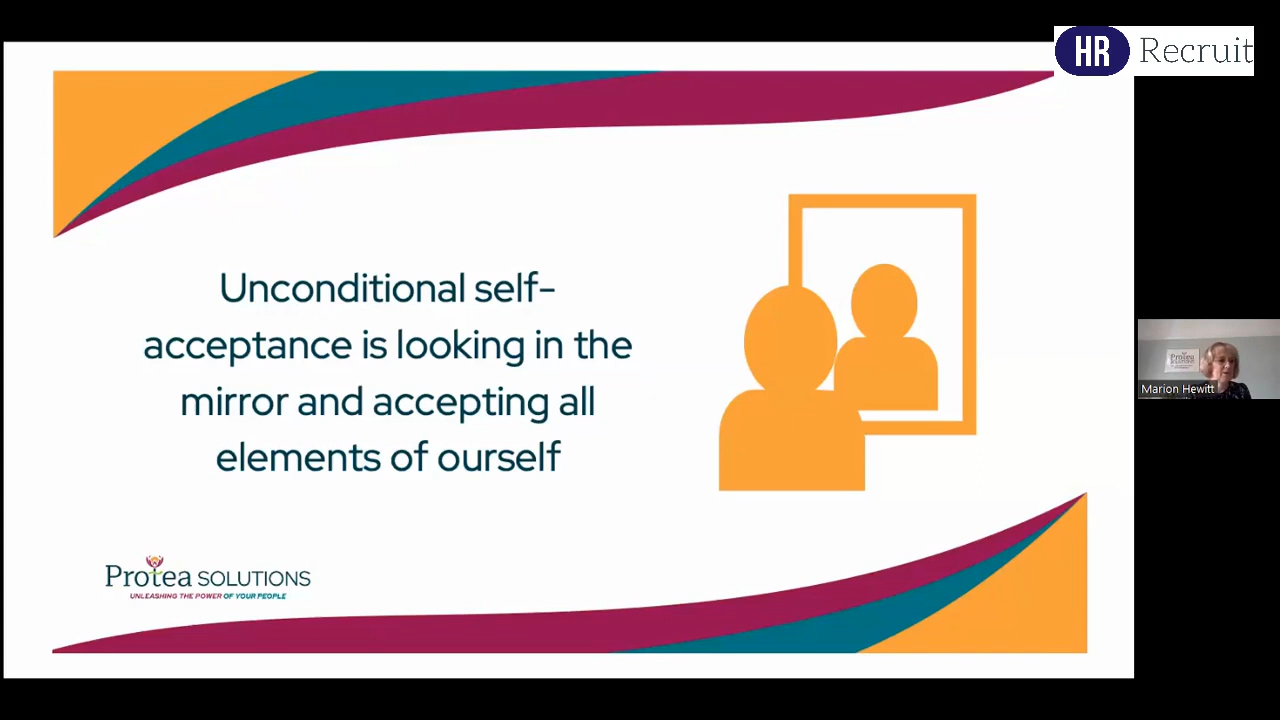 HR Recruit
Unconditional self-
acceptance is looking in the
mirror and accepting all
elements of ourself
Marion Hewitt
Protea SOLUTIONS
UNLEASHING THE POWER OF YOUR PEOPLE